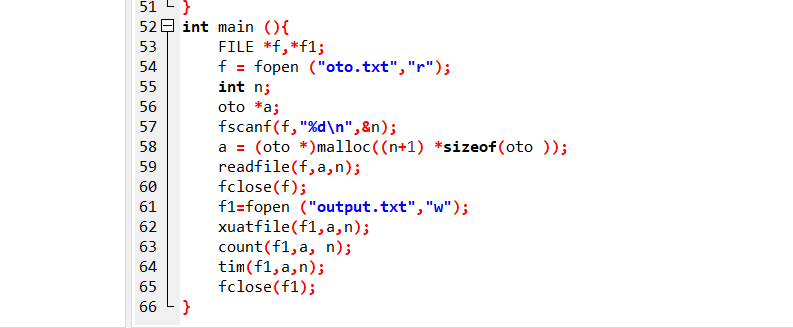 51 }
52 int main (){
53 FILE *f,*f1;
54 f = fopen ("oto.txt","r");
55 int n;
56 oto *a;
57 fscanf(f,"%d\n",&n);
58 a = (oto *)malloc((n+1) *sizeof(oto ));
59 readfile(f,a,n);
60 fclose(f);
61 f1=fopen ("output.txt","w");
62 xuatfile(f1,a,n);
63 count(f1,a, n);
64 tim(f1,a,n);
65 fclose(f1);
66 }